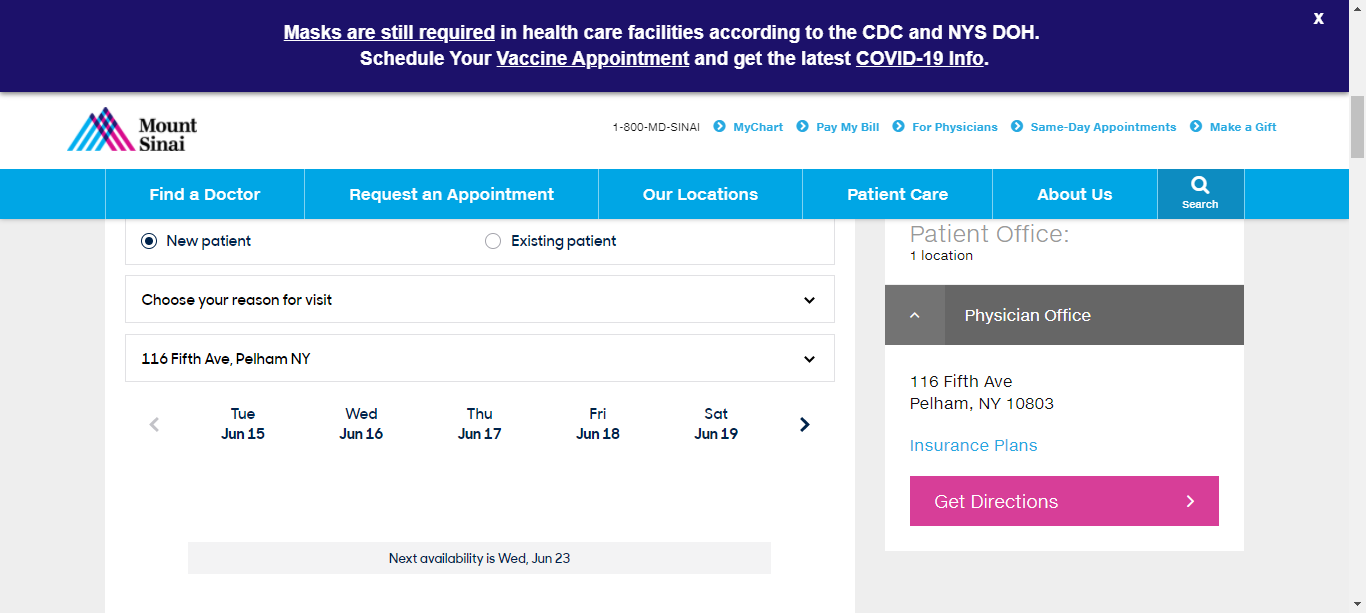 Masks are still required in health care facilities according to the CDC and NYS DOH.
Schedule Your Vaccine Appointment and get the latest COVID-19 Info.
X
Mount
Sinai
1-800-MD-SINAI MyChart Pay My Bill For Physicians Same-Day Appointments Make a Gift
Find a Doctor Request an Appointment Our Locations Patient Care About Us Search
New patient Existing patient
Choose your reason for visit
116 Fifth Ave, Pelham NY
Tue Wed Thu Fri Sat
Jun 15 Jun 16 Jun 17 Jun 18 Jun 19
Next availability is Wed, Jun 23
Patient Office:
1 location
Physician Office
116 Fifth Ave
Pelham, NY 10803
Insurance Plans
Get Directions